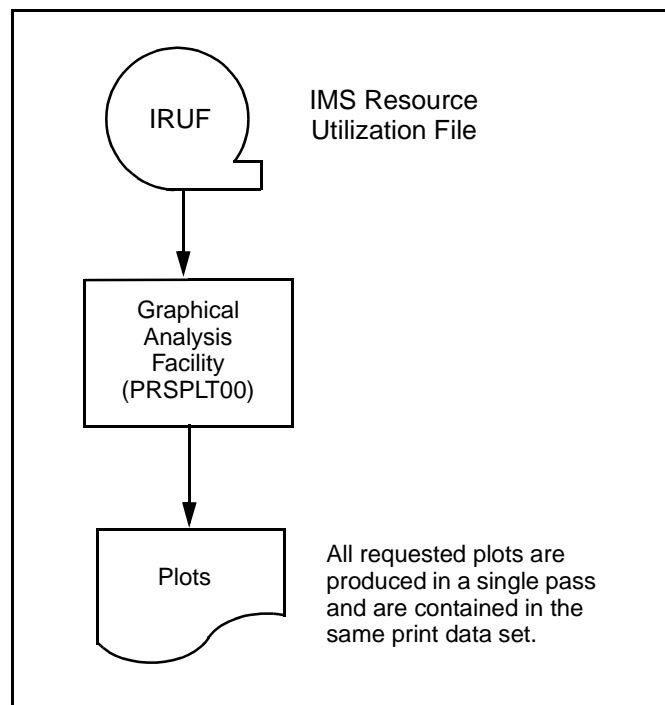 IRUF
IMS Resource
Utilization File
Graphical
Analysis
Facility
(PRSPLT00)
Plots
All requested plots are
produced in a single pass
and are contained in the
same print data set.